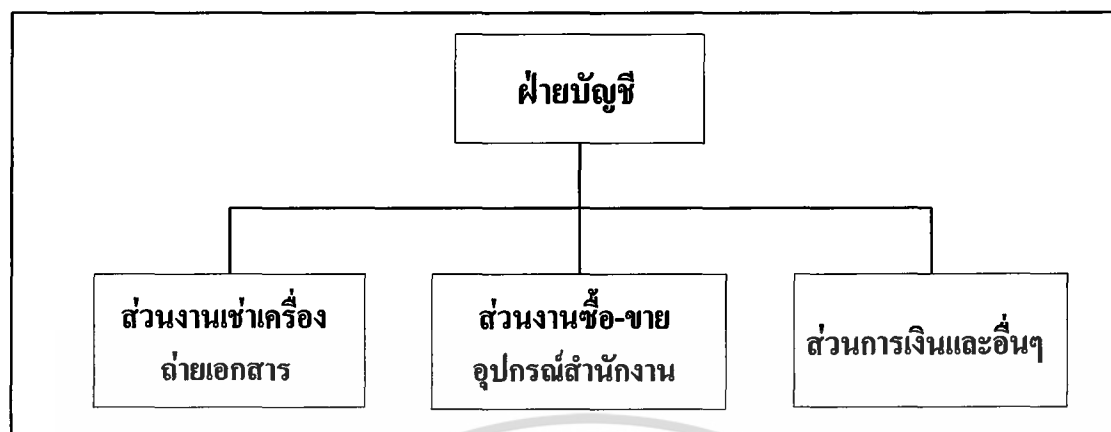 ฝ่ายบัญชี
ส่วนงานเช่าเครื่อง
ถ่ายเอกสาร
ส่วนงานซื้อ-ขาย
อุปกรณ์สำนักงาน
ส่วนการเงินและอื่นๆ